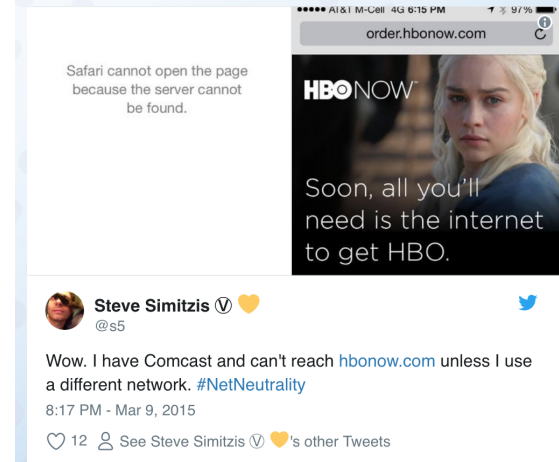 AT&T M-Cell 4G 6:15 PM 97%
order.hbonow.com
Safari cannot open the page
because the server cannot
be found.
HBO NOW
Soon, all you'll
need is the internet
to get HBO.
Steve Simitzis Ⓥ 💛
@s5
Wow. I have Comcast and can't reach hbonow.com unless I use
a different network. #NetNeutrality
8:17 PM - Mar 9, 2015
12 See Steve Simitzis Ⓥ 💛's other Tweets